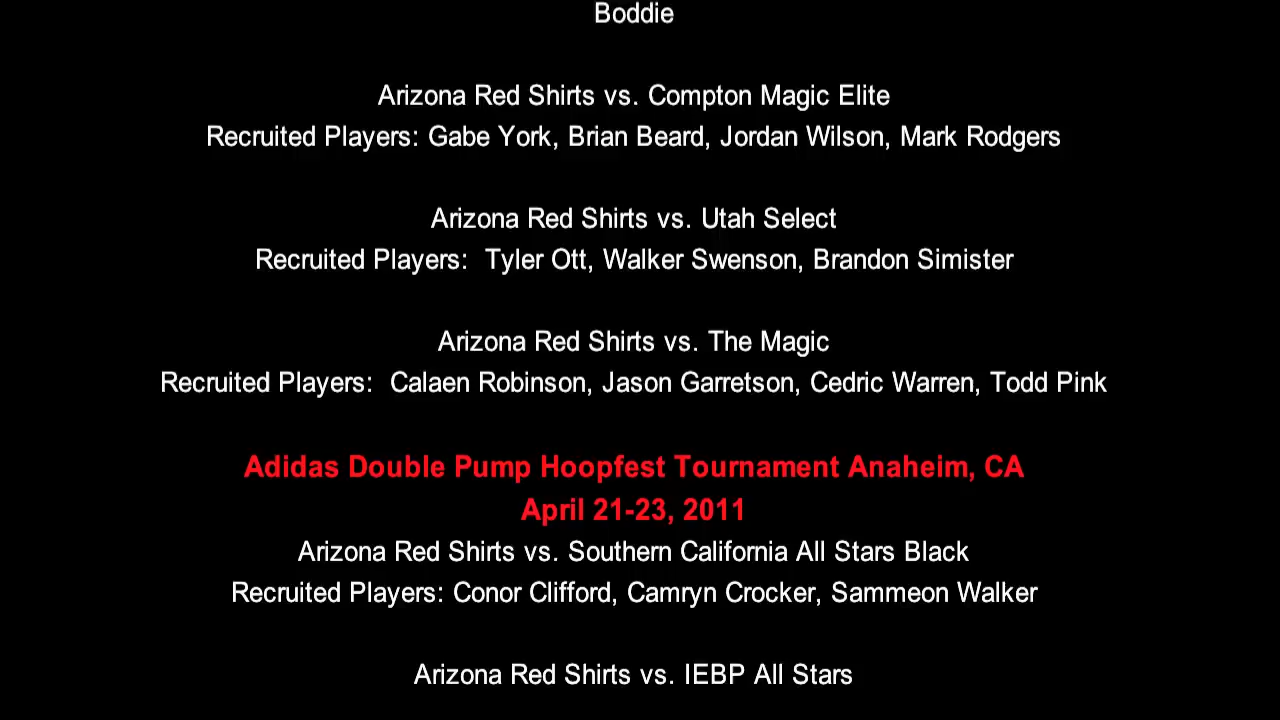 Boddie
Arizona Red Shirts vs. Compton Magic Elite
Recruited Players: Gabe York, Brian Beard, Jordan Wilson, Mark Rodgers
Arizona Red Shirts vs. Utah Select
Recruited Players:  Tyler Ott, Walker Swenson, Brandon Simister
Arizona Red Shirts vs. The Magic
Recruited Players:  Calaen Robinson, Jason Garretson, Cedric Warren, Todd Pink
Adidas Double Pump Hoopfest Tournament Anaheim, CA
April 21-23, 2011
Arizona Red Shirts vs. Southern California All Stars Black
Recruited Players: Conor Clifford, Camryn Crocker, Sammeon Walker
Arizona Red Shirts vs. IEBP All Stars